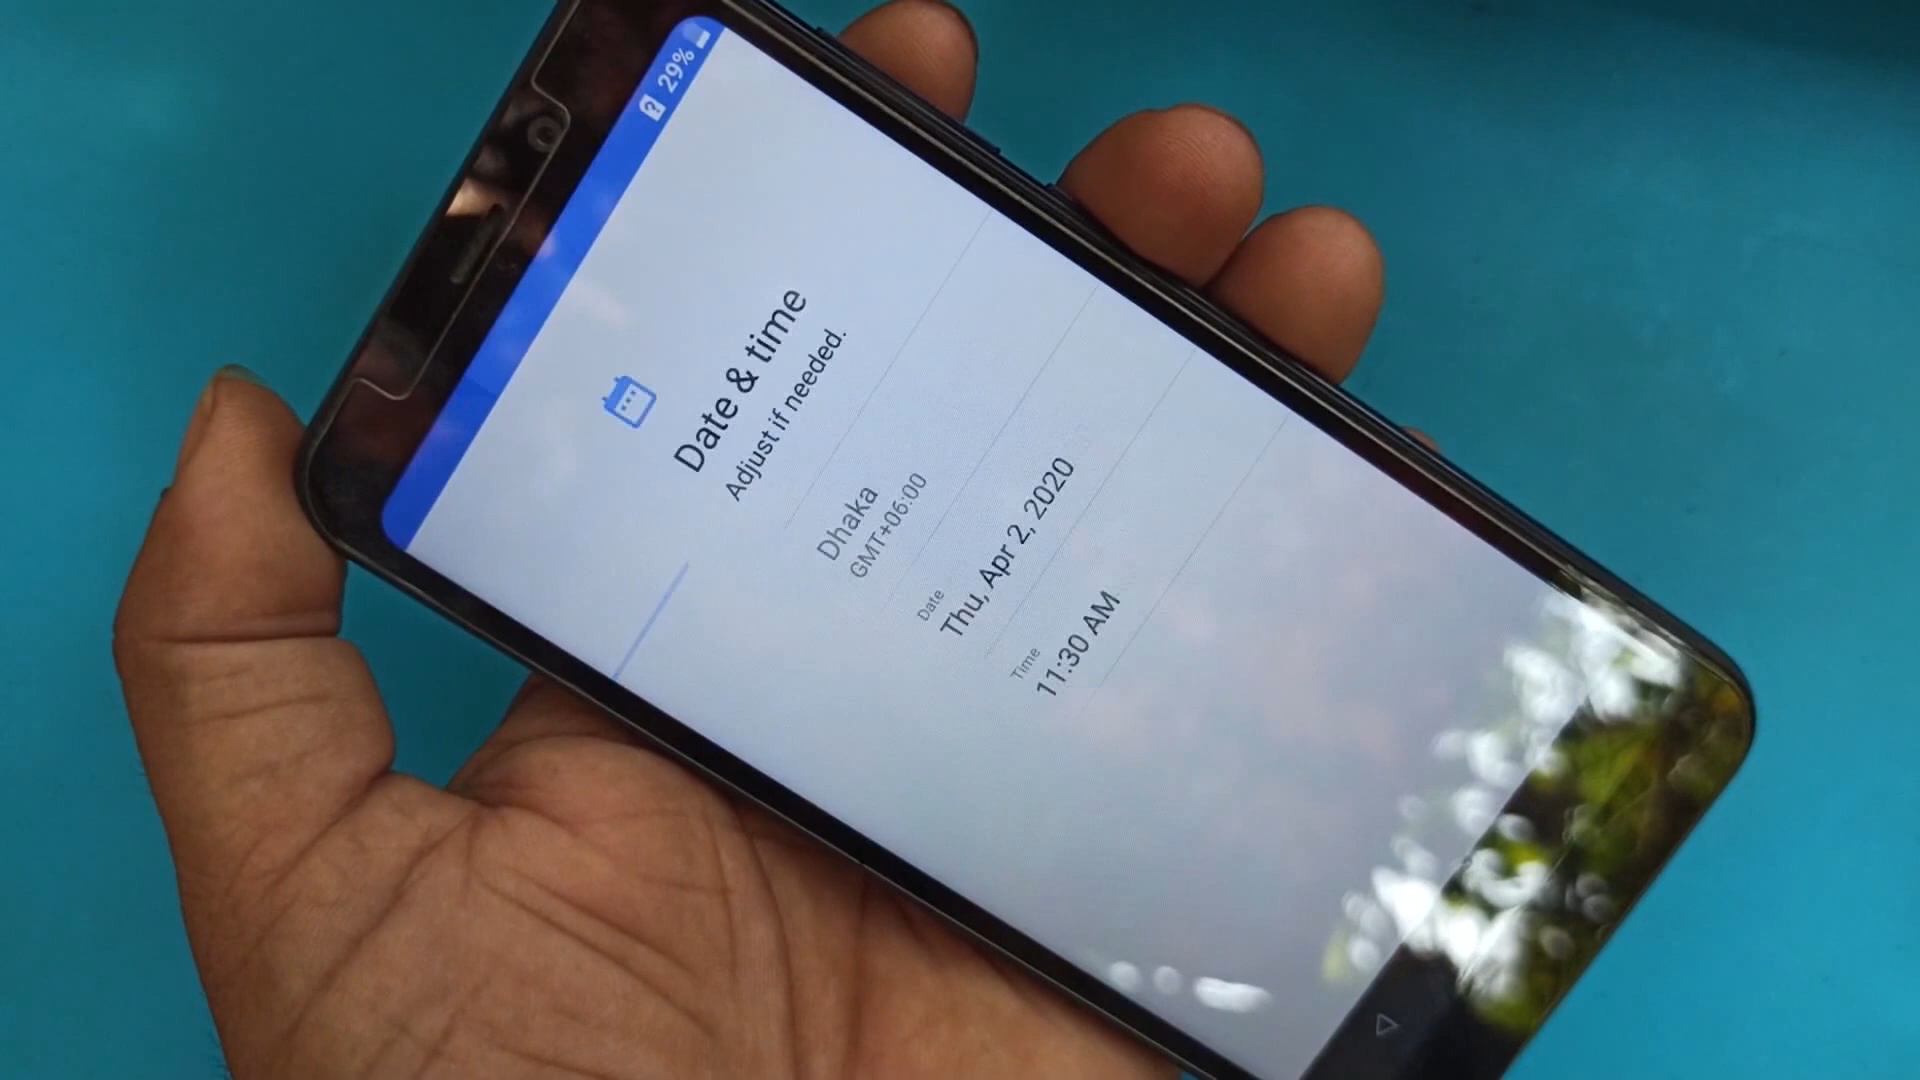 29%
Date & time
Adjust if needed.
Dhaka
GMT+06:00
Date
Thu, Apr 2, 2020
Time
11:30 AM